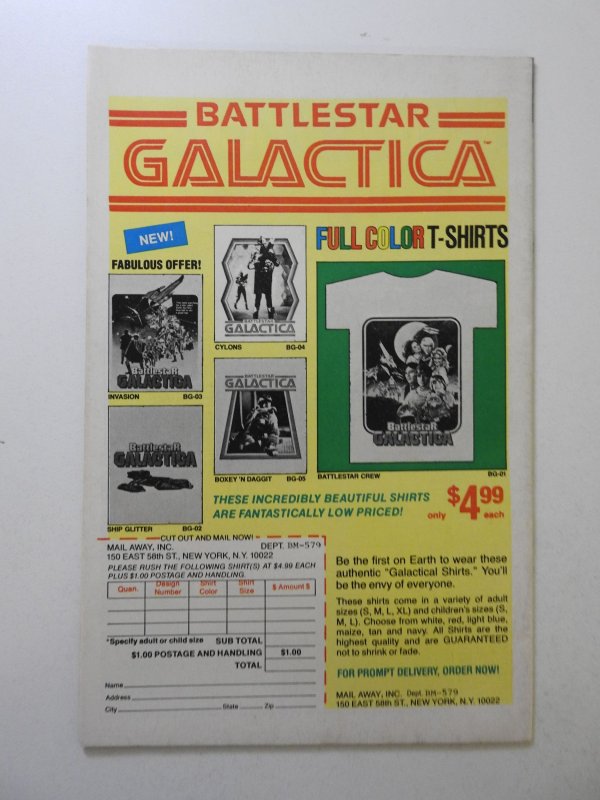 BATTLESTAR
GALACTICA™
NEW!
FABULOUS OFFER!
FULL COLOR T-SHIRTS
BATTLESTAR
GALACTICA
CYLONS BG-04
BattlestaR
GALACTICA
INVASION BG-03
BATTLESTAR
GALACTICA
BOXEY 'N DAGGIT BG-05
BattlestaR
GALACTICA
SHIP GLITTER BG-02
BattlestaR
GALACTICA
BATTLESTAR CREW BG-01
THESE INCREDIBLY BEAUTIFUL SHIRTS
ARE FANTASTICALLY LOW PRICED!
only $4.99 each
CUT OUT AND MAIL NOW!
MAIL AWAY, INC. DEPT. BM-579
150 EAST 58th ST., NEW YORK, N.Y. 10022
PLEASE RUSH THE FOLLOWING SHIRT(S) AT $4.99 EACH
PLUS $1.00 POSTAGE AND HANDLING.
Quan. Design Number Shirt Color Shirt Size $ Amount $
*Specify adult or child size SUB TOTAL
$1.00 POSTAGE AND HANDLING $1.00
TOTAL
Name
Address
City State Zip
Be the first on Earth to wear these
authentic "Galactical Shirts." You'll
be the envy of everyone.
These shirts come in a variety of adult
sizes (S, M, L, XL) and children's sizes (S,
M, L). Choose from white, red, light blue,
maize, tan and navy. All Shirts are the
highest quality and are GUARANTEED
not to shrink or fade.
FOR PROMPT DELIVERY, ORDER NOW!
MAIL AWAY, INC. Dept. BM-579
150 EAST 58th ST., NEW YORK, N.Y. 10022